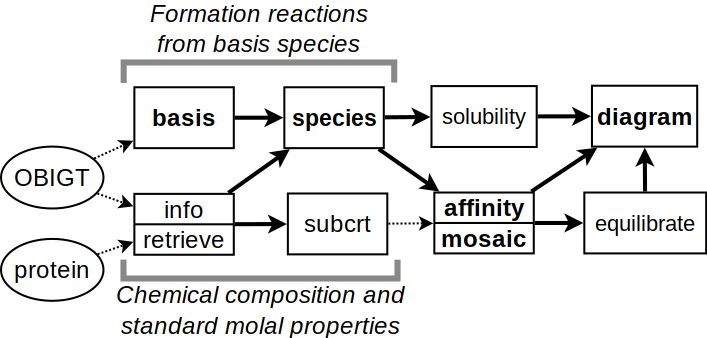 Formation reactions
from basis species
basis
species
solubility
diagram
OBIGT
info
retrieve
subcrt
affinity
mosaic
equilibrate
protein
Chemical composition and
standard molal properties